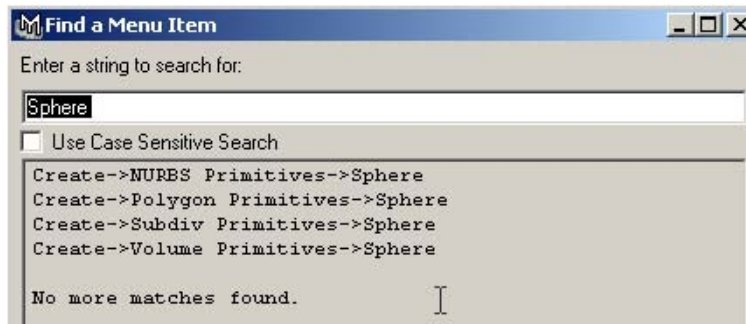 Find a Menu Item
Enter a string to search for:
Sphere
Use Case Sensitive Search
Create->NURBS Primitives->Sphere
Create->Polygon Primitives->Sphere
Create->Subdiv Primitives->Sphere
Create->Volume Primitives->Sphere
No more matches found.